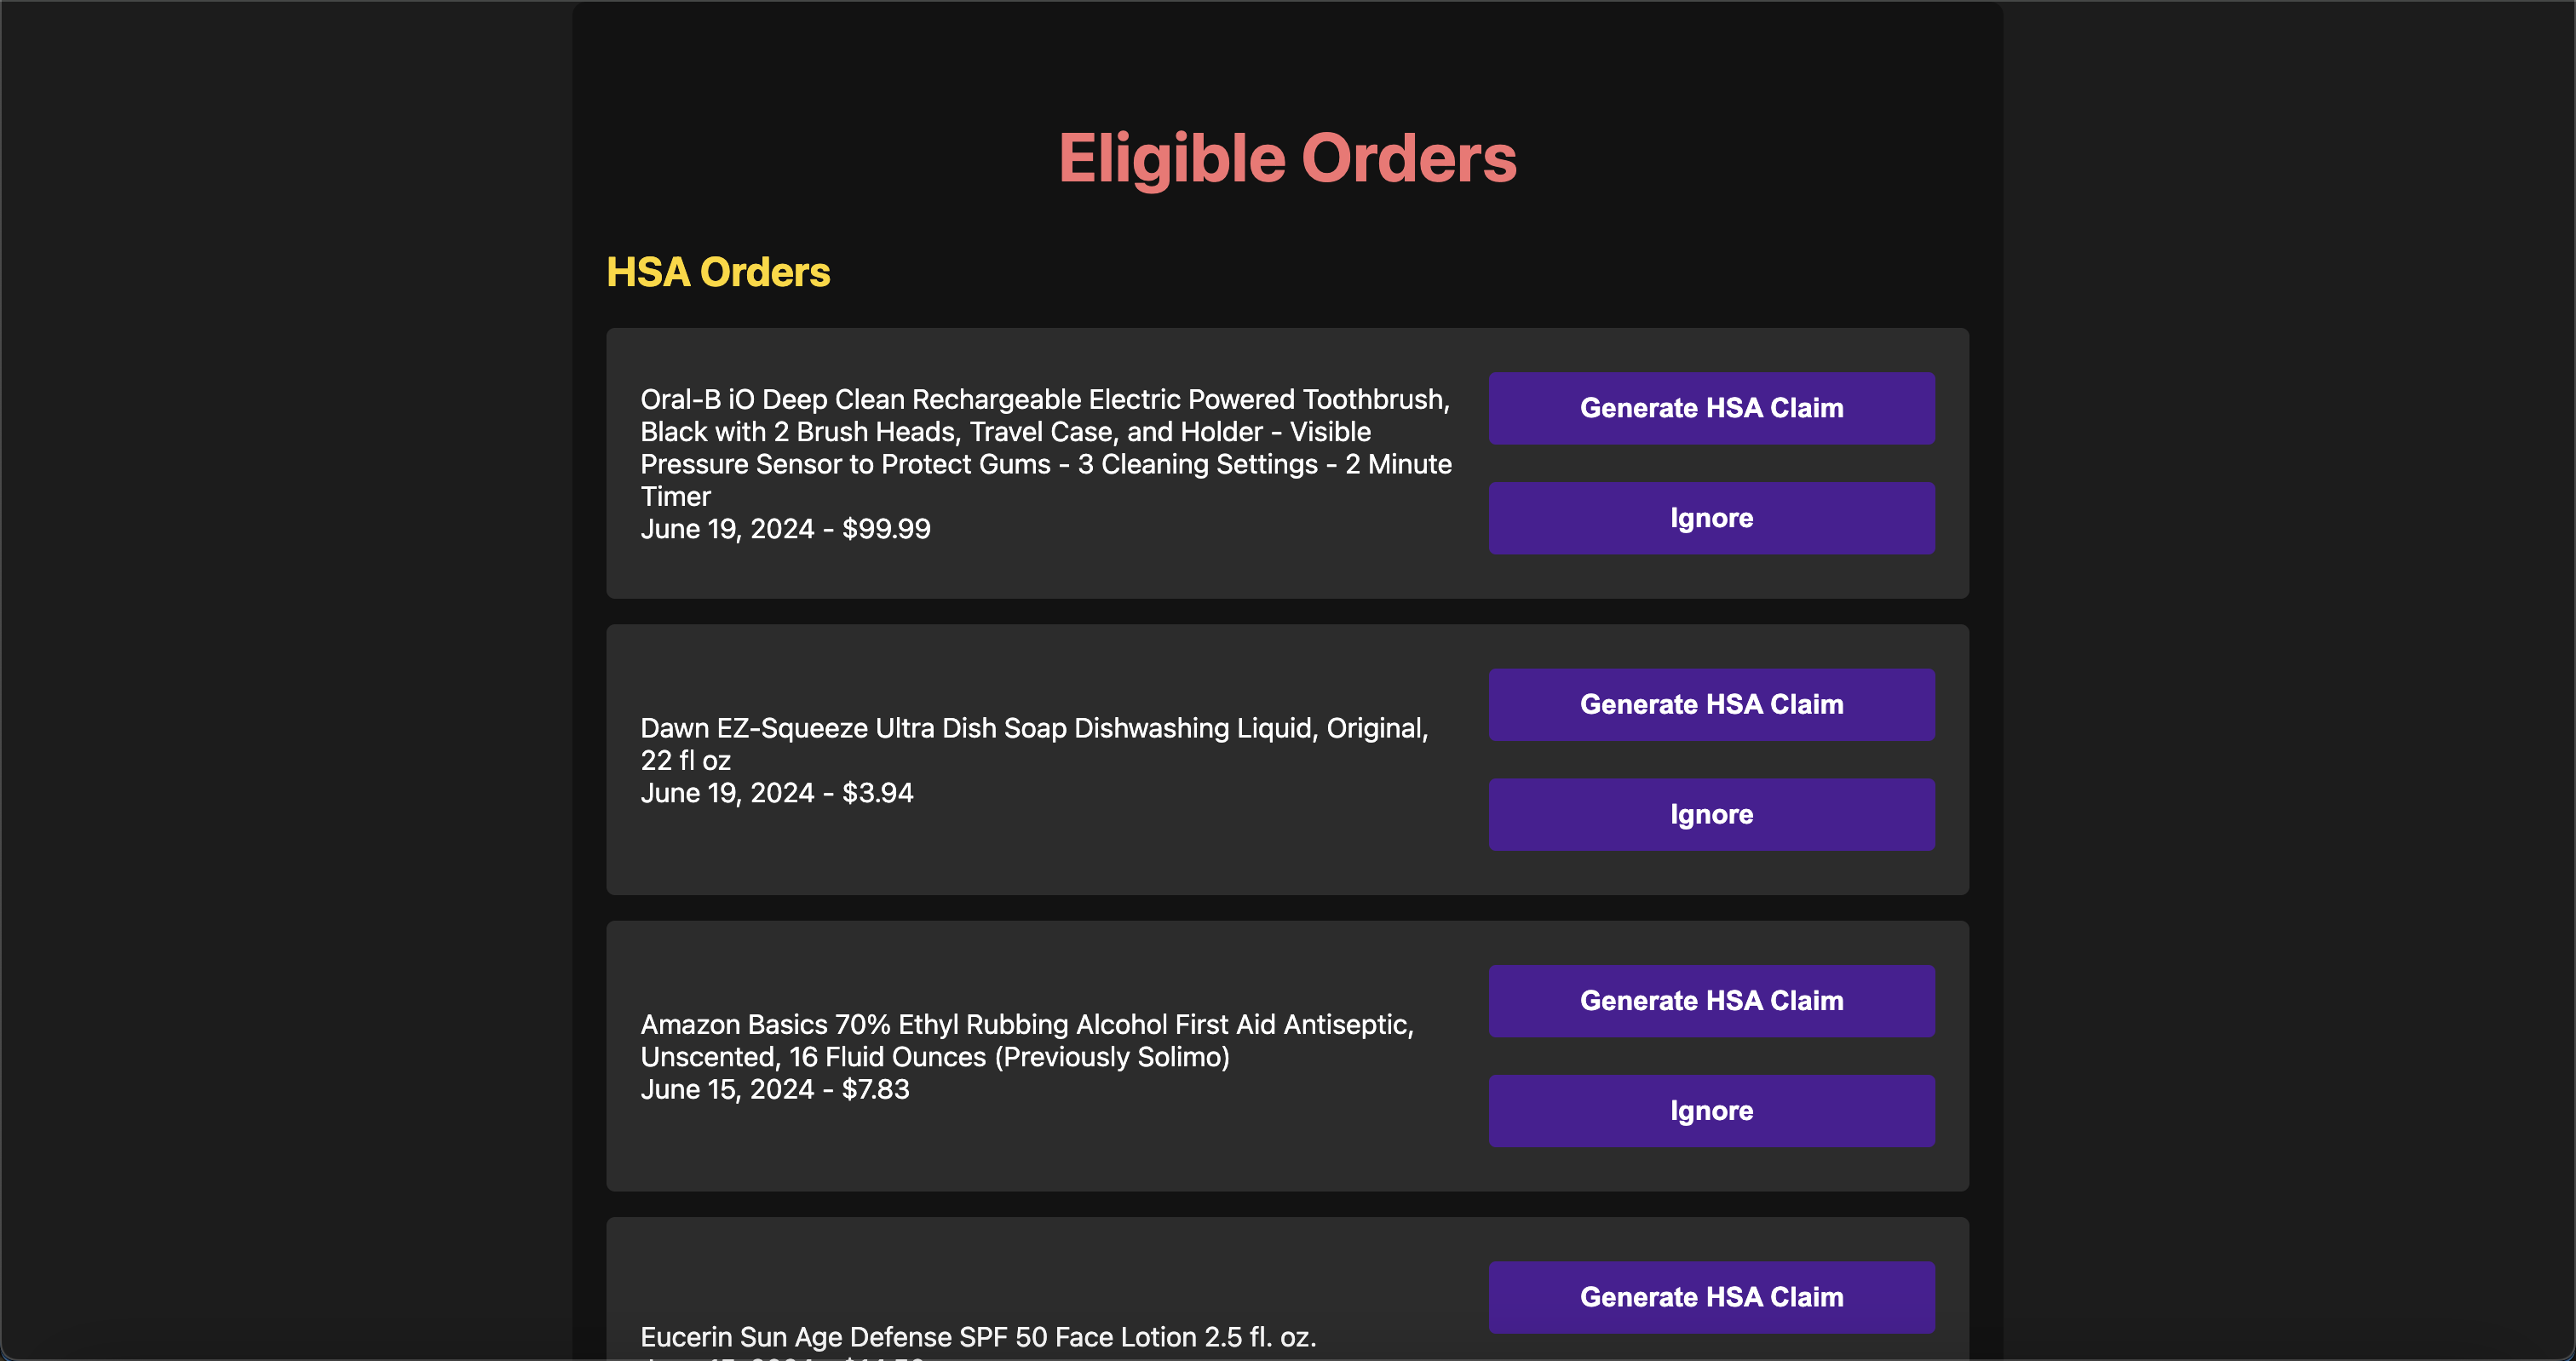 Eligible Orders
HSA Orders
Oral-B iO Deep Clean Rechargeable Electric Powered Toothbrush,
Black with 2 Brush Heads, Travel Case, and Holder - Visible
Pressure Sensor to Protect Gums - 3 Cleaning Settings - 2 Minute
Timer
June 19, 2024 - $99.99
Generate HSA Claim
Ignore
Dawn EZ-Squeeze Ultra Dish Soap Dishwashing Liquid, Original,
22 fl oz
June 19, 2024 - $3.94
Generate HSA Claim
Ignore
Amazon Basics 70% Ethyl Rubbing Alcohol First Aid Antiseptic,
Unscented, 16 Fluid Ounces (Previously Solimo)
June 15, 2024 - $7.83
Generate HSA Claim
Ignore
Eucerin Sun Age Defense SPF 50 Face Lotion 2.5 fl. oz.
Generate HSA Claim